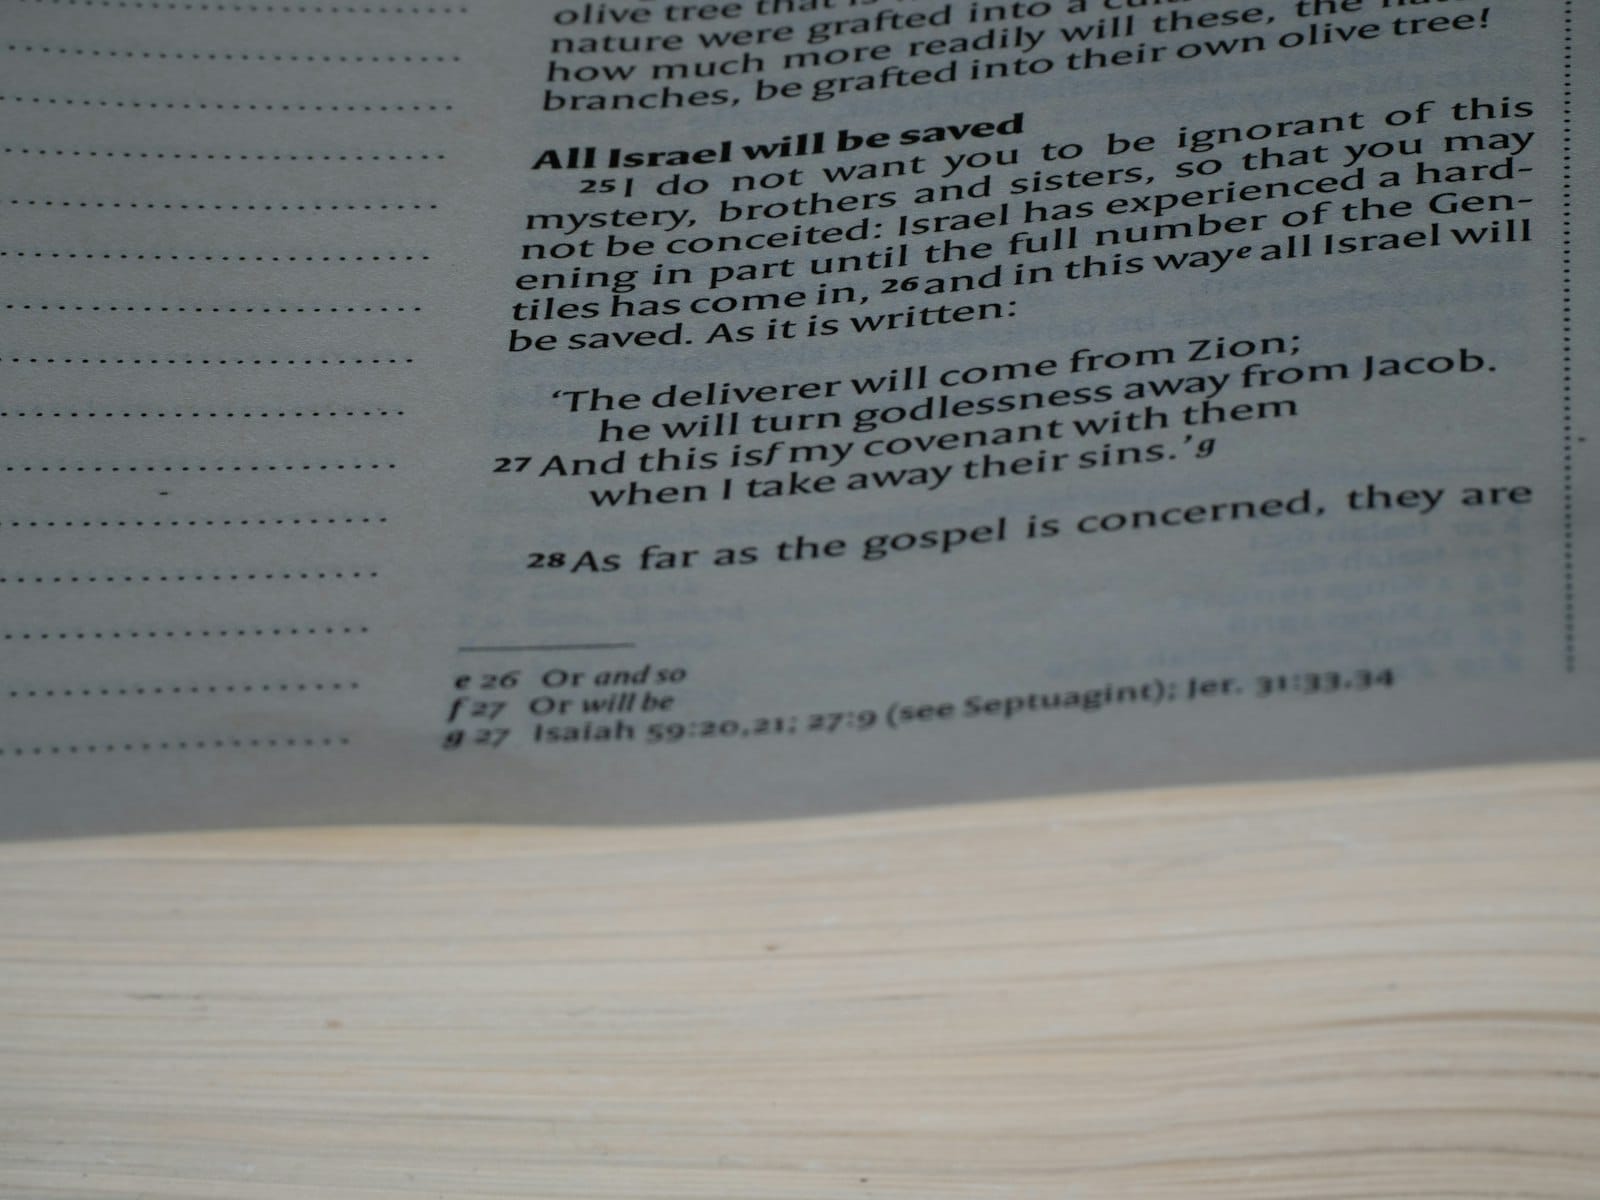 olive tree that
nature were grafted into a
how much more readily will these, the
branches, be grafted into their own olive tree!
All Israel will be saved
25 I do not want you to be ignorant of this
mystery, brothers and sisters, so that you may
not be conceited: Israel has experienced a hard-
ening in part until the full number of the Gen-
tiles has come in, 26 and in this way e all Israel will
be saved. As it is written:
‘The deliverer will come from Zion;
he will turn godlessness away from Jacob.
27 And this is f my covenant with them
when I take away their sins.’ g
28 As far as the gospel is concerned, they are
e 26 Or and so
f 27 Or will be
g 27 Isaiah 59:20,21; 27:9 (see Septuagint); Jer. 31:33,34